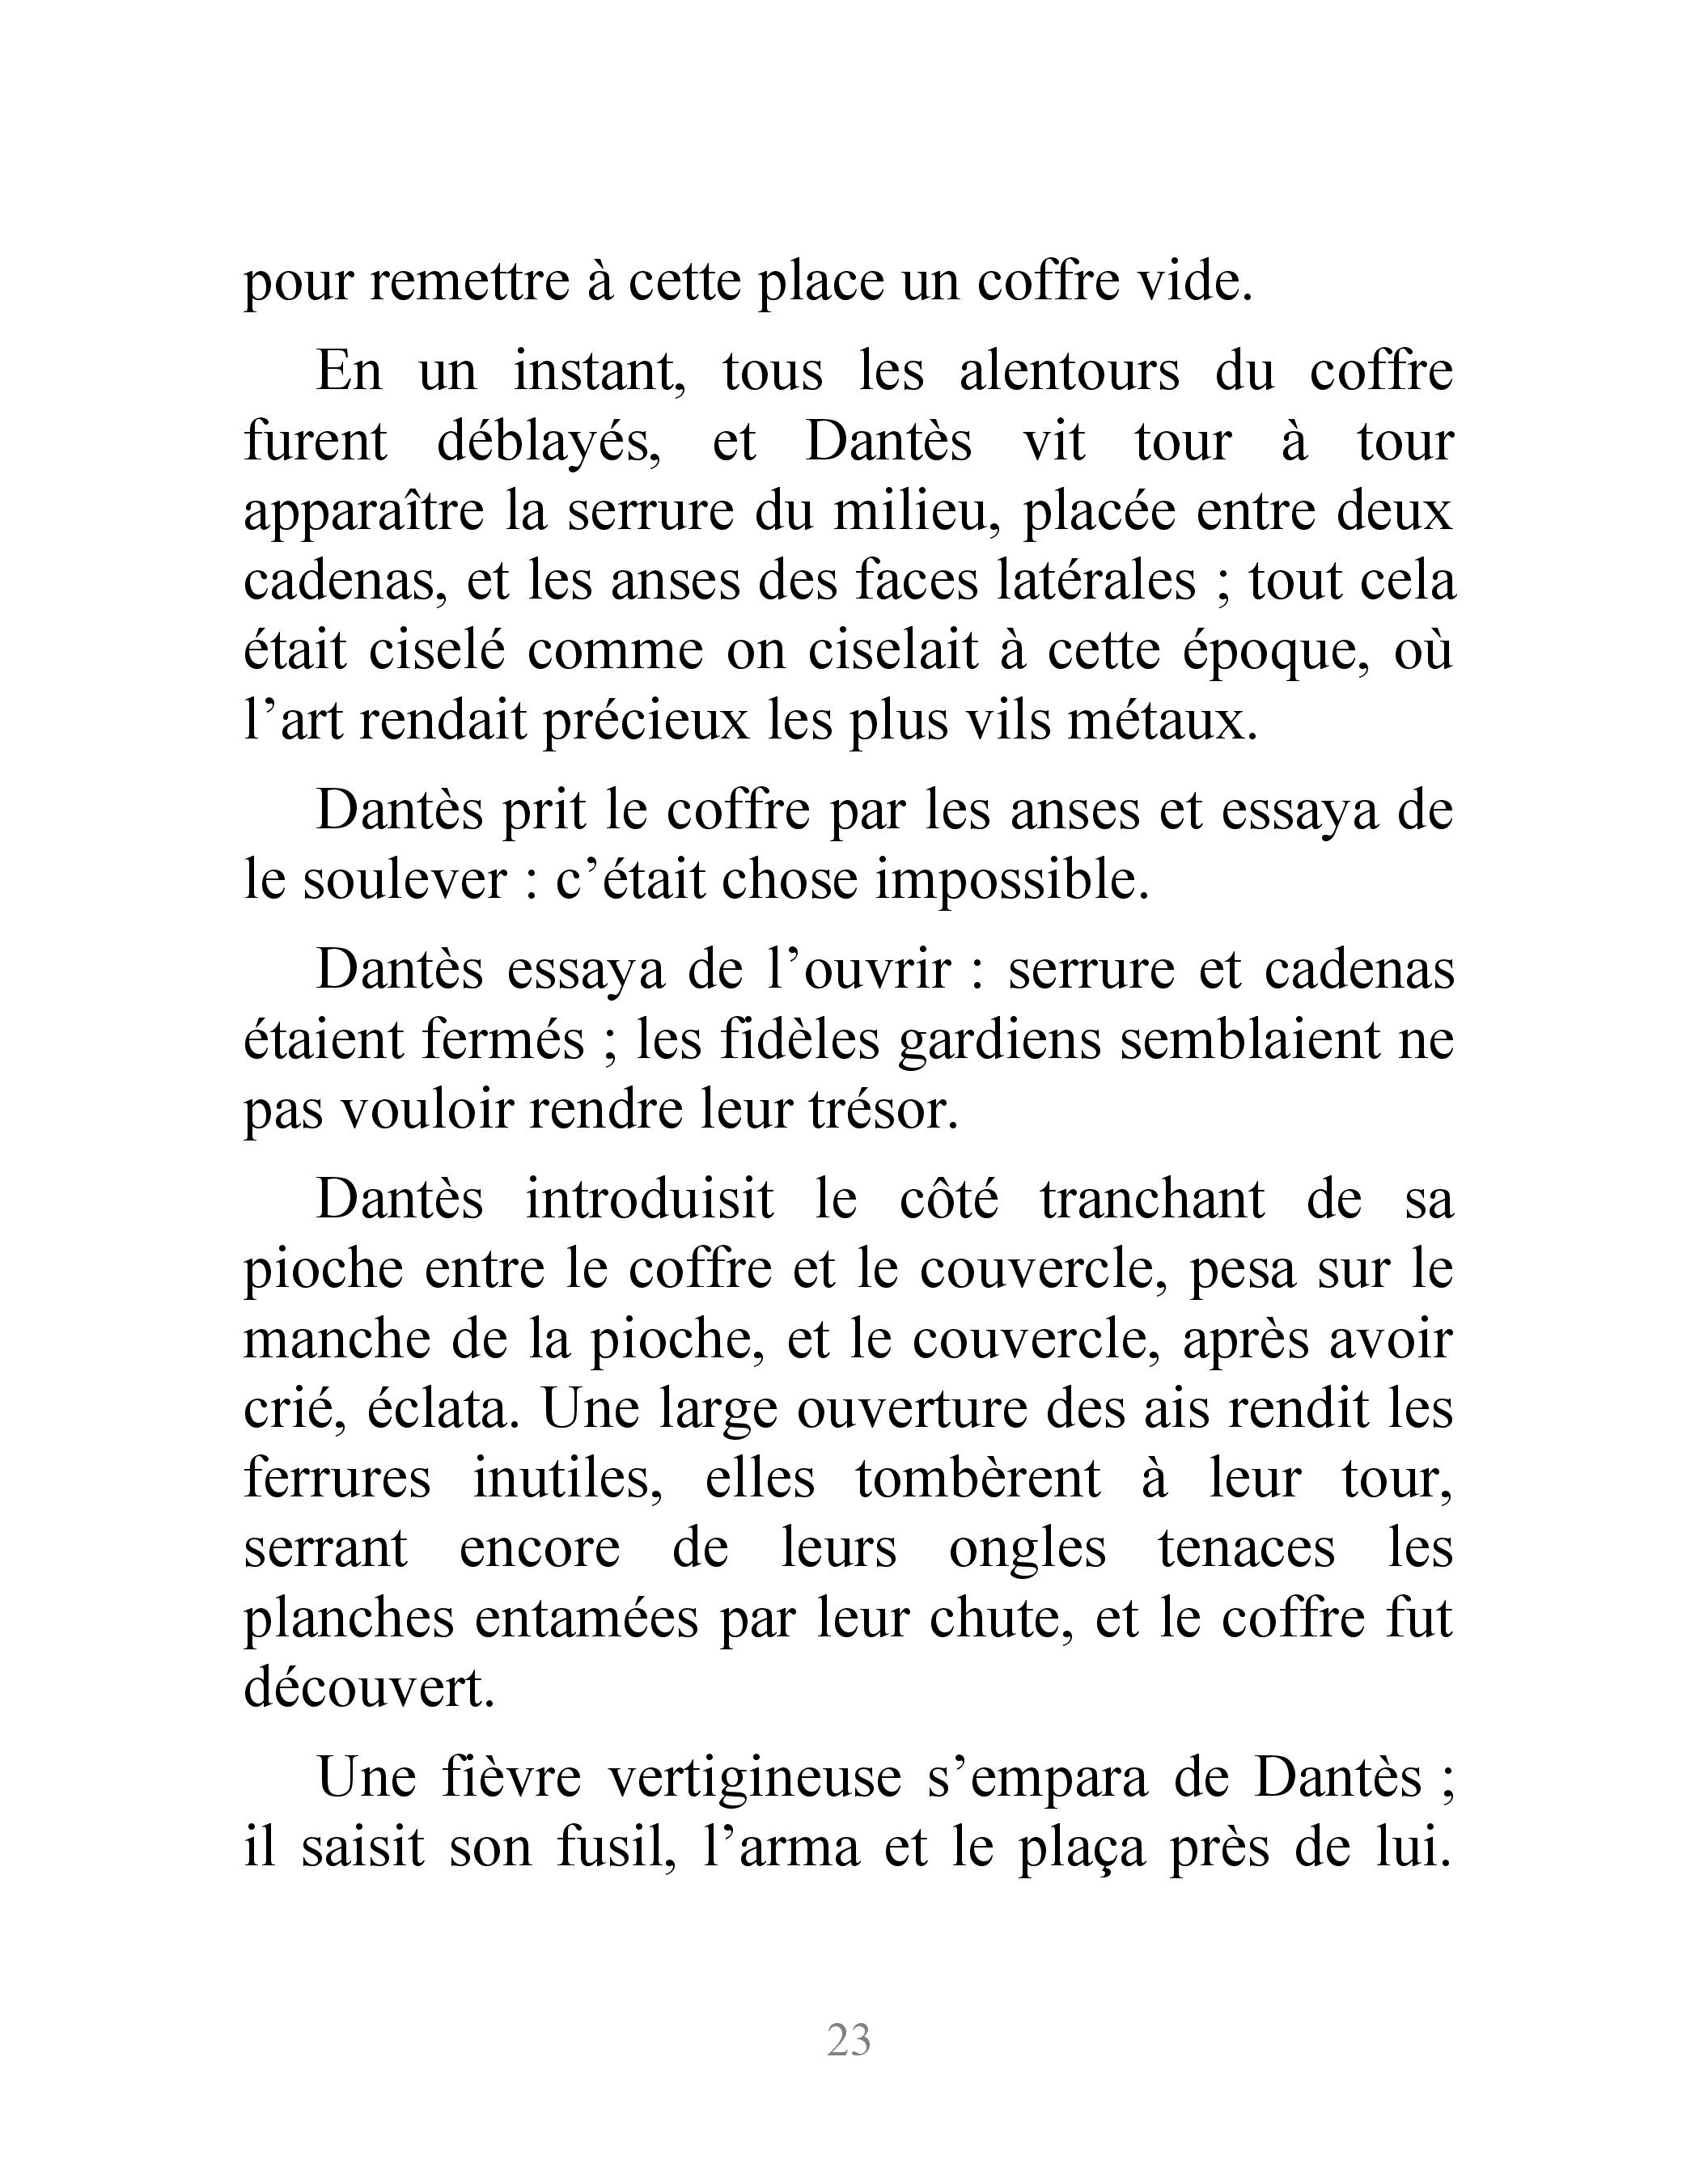 pour remettre à cette place un coffre vide.
En un instant, tous les alentours du coffre
furent déblayés, et Dantès vit tour à tour
apparaître la serrure du milieu, placée entre deux
cadenas, et les anses des faces latérales ; tout cela
était ciselé comme on ciselait à cette époque, où
l’art rendait précieux les plus vils métaux.
Dantès prit le coffre par les anses et essaya de
le soulever : c’était chose impossible.
Dantès essaya de l’ouvrir : serrure et cadenas
étaient fermés ; les fidèles gardiens semblaient ne
pas vouloir rendre leur trésor.
Dantès introduisit le côté tranchant de sa
pioche entre le coffre et le couvercle, pesa sur le
manche de la pioche, et le couvercle, après avoir
crié, éclata. Une large ouverture des ais rendit les
ferrures inutiles, elles tombèrent à leur tour,
serrant encore de leurs ongles tenaces les
planches entamées par leur chute, et le coffre fut
découvert.
Une fièvre vertigineuse s’empara de Dantès ;
il saisit son fusil, l’arma et le plaça près de lui.
23